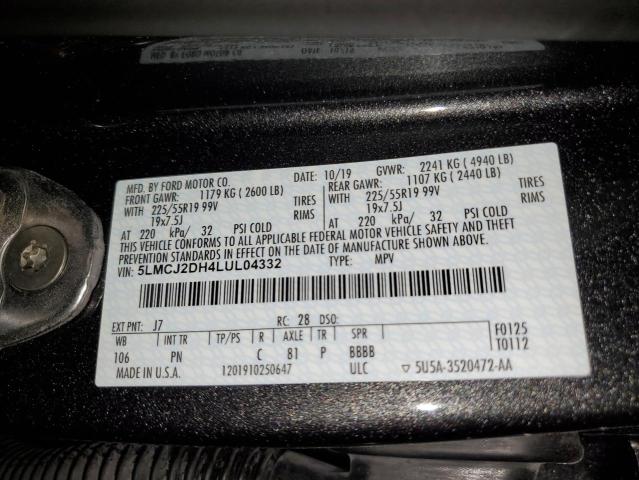 MFD. BY FORD MOTOR CO.
DATE: 10/19 GVWR: 2241 KG ( 4940 LB)
FRONT GAWR: 1179 KG ( 2600 LB) REAR GAWR: 1107 KG ( 2440 LB)
WITH 225/55R19 99V TIRES WITH 225/55R19 99V TIRES
19x7.5J RIMS 19x7.5J RIMS
AT 220 kPa/ 32 PSI COLD AT 220 kPa/ 32 PSI COLD
THIS VEHICLE CONFORMS TO ALL APPLICABLE FEDERAL MOTOR VEHICLE SAFETY AND THEFT
PREVENTION STANDARDS IN EFFECT ON THE DATE OF MANUFACTURE SHOWN ABOVE.
VIN: 5LMCJ2DH4LUL04332 TYPE: MPV
EXT PNT: J7 RC: 28 DSO: F0125
WB INT TR TP/PS R AXLE TR SPR T0112
106 PN C 81 P BBBB
MADE IN U.S.A. 1201910250647 ULC ▽ 5U5A-3520472-AA